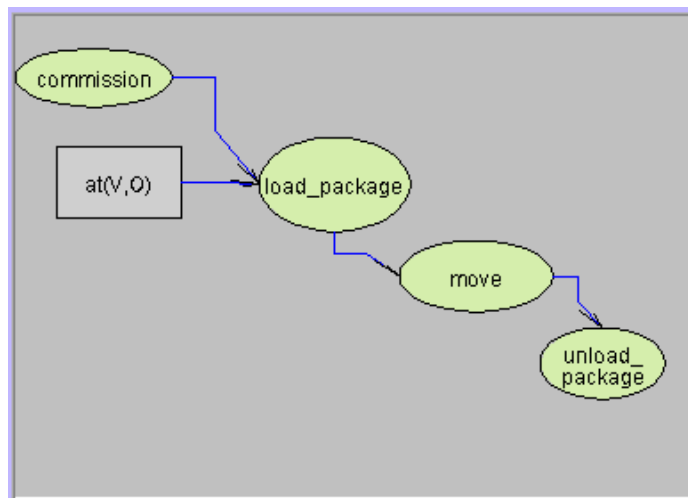 commission
at(V,O)
load_package
move
unload_
package